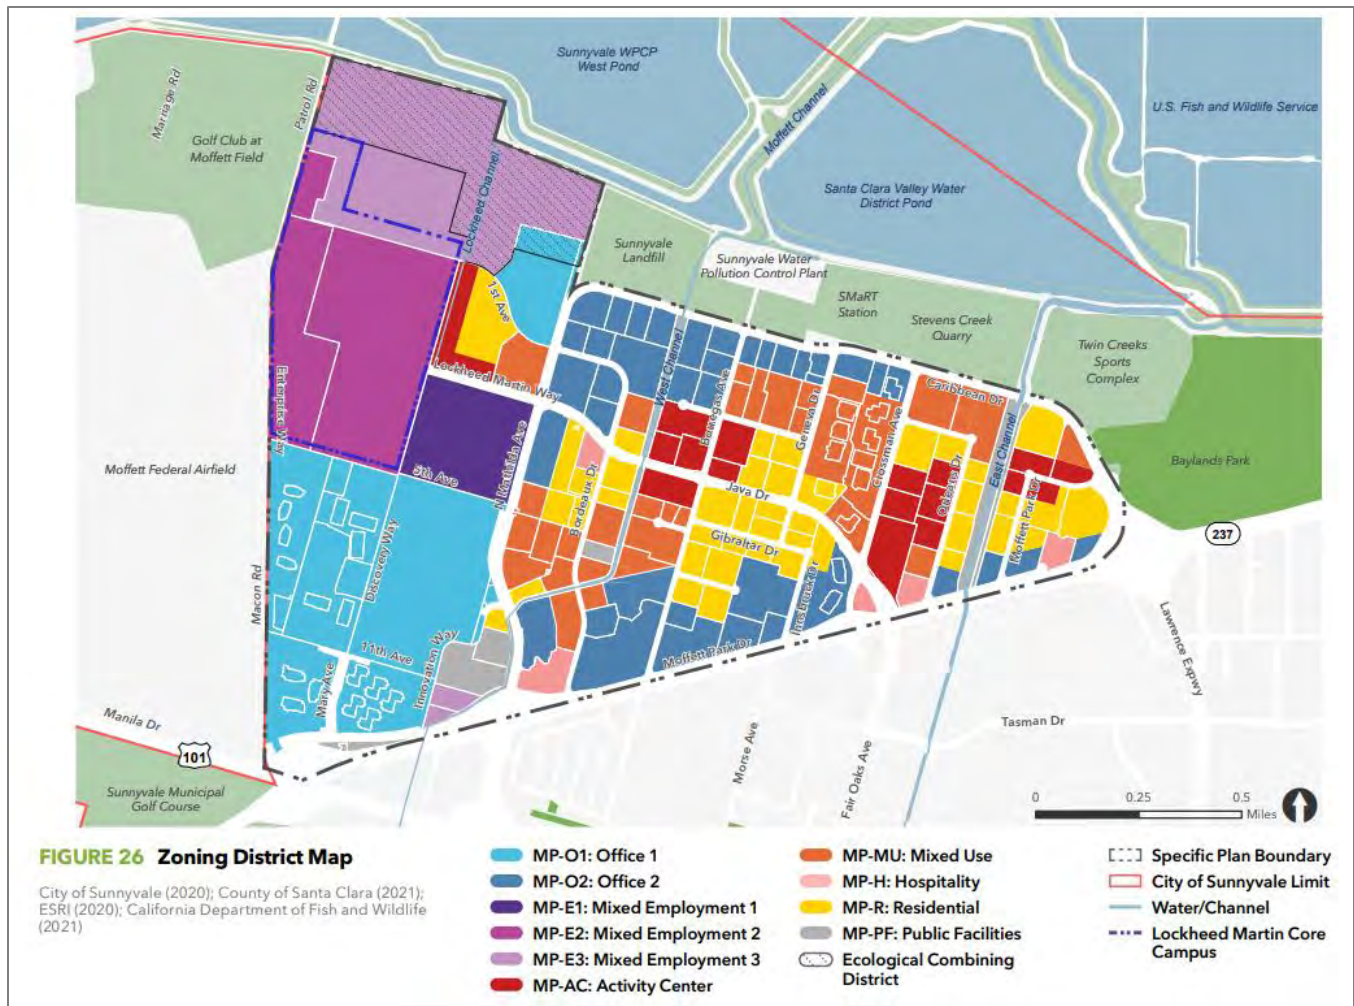 Sunnyvale WPCP
West Pond
Marriage Rd
Patrol Rd
Golf Club at
Moffett Field
Moffett Channel
U.S. Fish and Wildlife Service
Santa Clara Valley Water
District Pond
Lockheed Channel
Sunnyvale
Landfill
Sunnyvale Water
Pollution Control Plant
SMaRT
Station
Stevens Creek
Quarry
Twin Creeks
Sports
Complex
1st Ave
West Channel
Lockheed Martin Way
Caribbean Dr
Borregas Ave
Geneva Dr
Crossman Ave
East Channel
Enterprise Way
Moffett Federal Airfield
5th Ave
N Mathilda Ave
Bordeaux Dr
Java Dr
Orleans Dr
Moffett Park Dr
Baylands Park
237
Gibraltar Dr
Discovery Way
Macon Rd
Innsbruck Dr
Innovation Way
11th Ave
Moffett Park Dr
Mary Ave
Lawrence Expwy
Manila Dr
101
Tasman Dr
Morse Ave
Fair Oaks Ave
Sunnyvale Municipal
Golf Course
0 0.25 0.5
Miles
FIGURE 26 Zoning District Map
City of Sunnyvale (2020); County of Santa Clara (2021);
ESRI (2020); California Department of Fish and Wildlife
(2021)
MP-O1: Office 1
MP-O2: Office 2
MP-E1: Mixed Employment 1
MP-E2: Mixed Employment 2
MP-E3: Mixed Employment 3
MP-AC: Activity Center
MP-MU: Mixed Use
MP-H: Hospitality
MP-R: Residential
MP-PF: Public Facilities
Ecological Combining
District
Specific Plan Boundary
City of Sunnyvale Limit
Water/Channel
Lockheed Martin Core
Campus